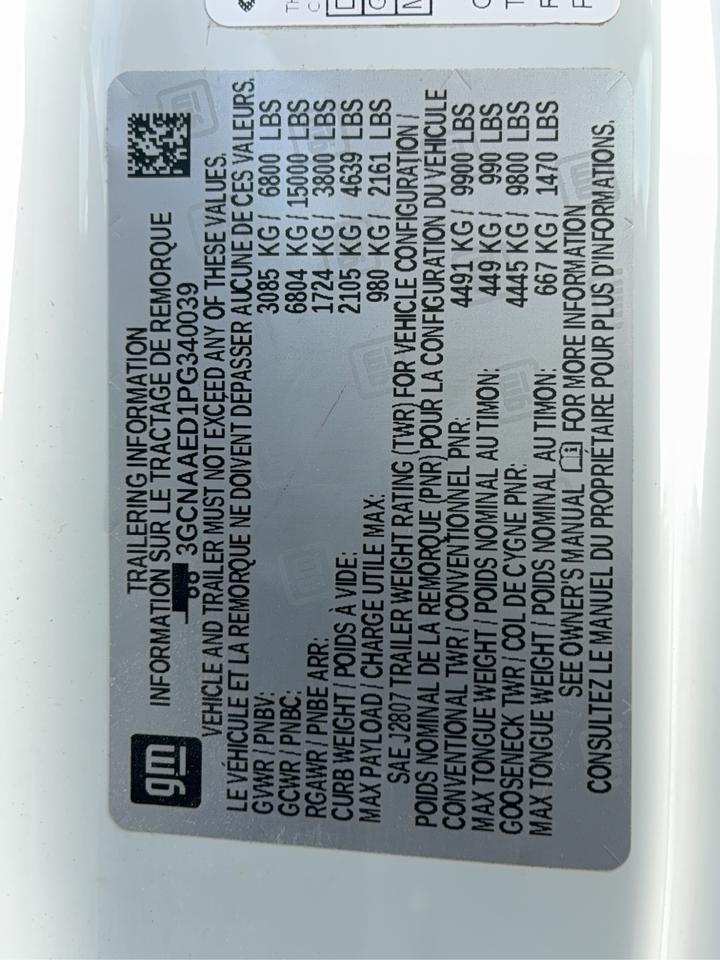 gm
TRAILERING INFORMATION
INFORMATION SUR LE TRACTAGE DE REMORQUE
88 3GCNAAED1PG340039
VEHICLE AND TRAILER MUST NOT EXCEED ANY OF THESE VALUES.
LE VÉHICULE ET LA REMORQUE NE DOIVENT DEPASSER AUCUNE DE CES VALEURS.
GVWR / PNBV: 3085 KG / 6800 LBS
GCWR / PNBC: 6804 KG / 15000 LBS
RGAWR / PNBE ARR: 1724 KG / 3800 LBS
CURB WEIGHT / POIDS À VIDE: 2105 KG / 4639 LBS
MAX PAYLOAD / CHARGE UTILE MAX: 980 KG / 2161 LBS
SAE J2807 TRAILER WEIGHT RATING (TWR) FOR VEHICLE CONFIGURATION /
POIDS NOMINAL DE LA REMORQUE (PNR) POUR LA CONFIGURATION DU VÉHICULE
CONVENTIONAL TWR / CONVENTIONNEL PNR: 4491 KG / 9900 LBS
MAX TONGUE WEIGHT / POIDS NOMINAL AU TIMON: 449 KG / 990 LBS
GOOSENECK TWR / COL DE CYGNE PNR: 4445 KG / 9800 LBS
MAX TONGUE WEIGHT / POIDS NOMINAL AU TIMON: 667 KG / 1470 LBS
SEE OWNER'S MANUAL FOR MORE INFORMATION
CONSULTEZ LE MANUEL DU PROPRIÉTAIRE POUR PLUS D'INFORMATIONS.